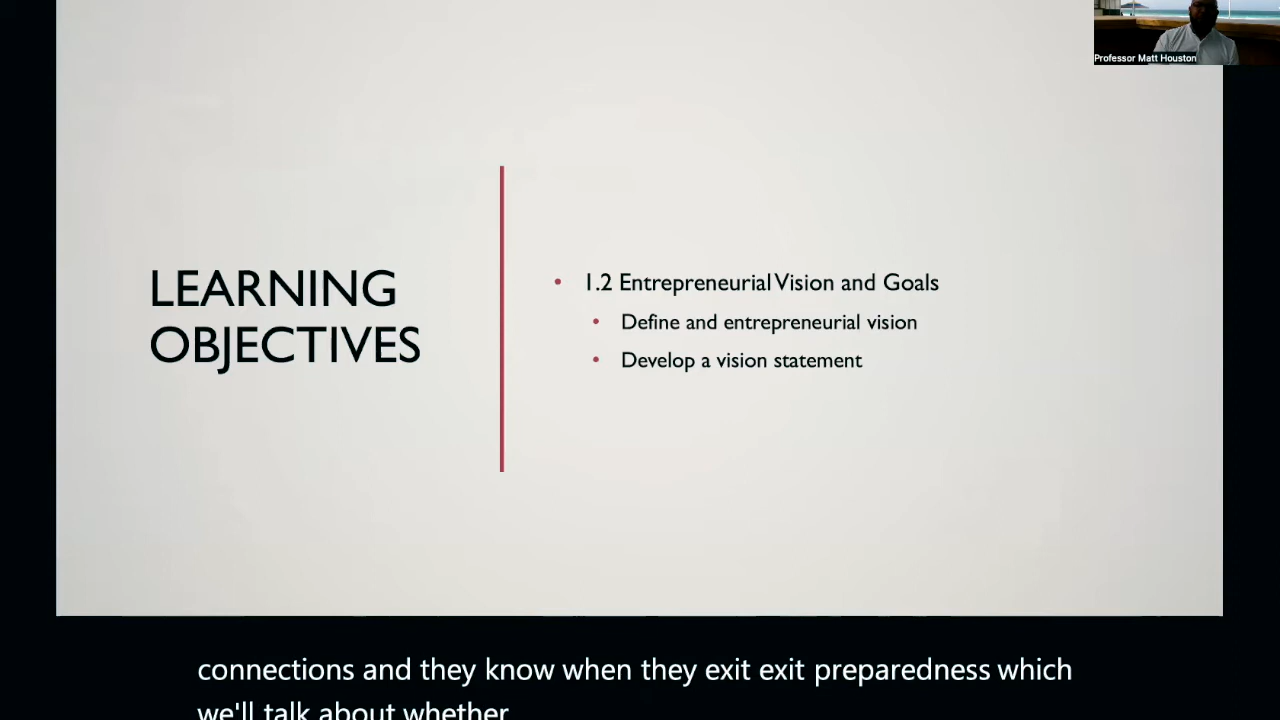 Professor Matt Houston
LEARNING
OBJECTIVES
• 1.2 Entrepreneurial Vision and Goals
• Define and entrepreneurial vision
• Develop a vision statement
connections and they know when they exit exit preparedness which
we'll talk about whether